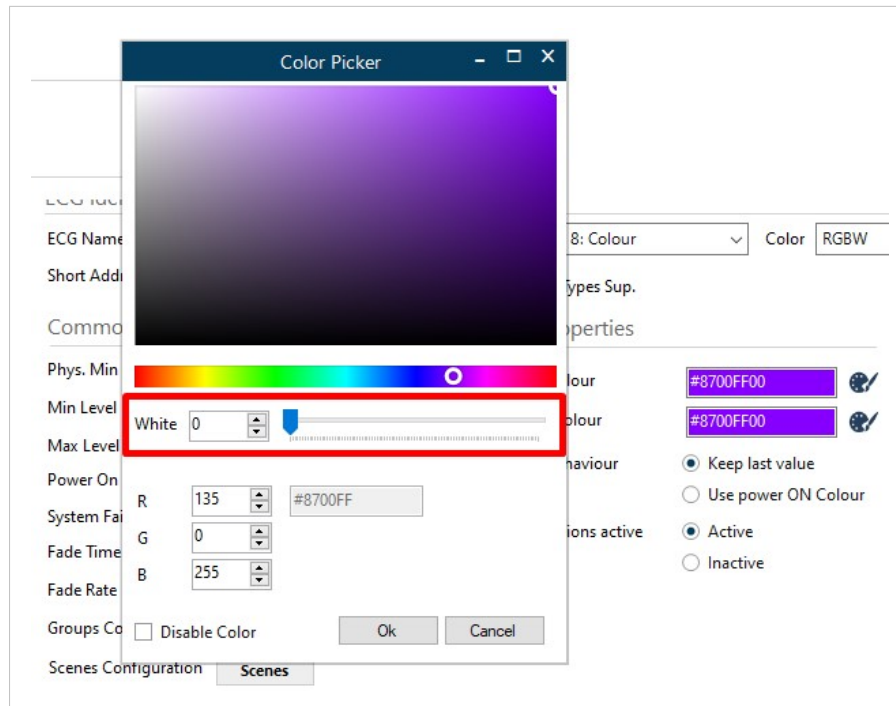 Color Picker
ECG Name
8: Colour
Color
RGBW
Short Addr
Types Sup.
Commo
operties
Phys. Min
lour
#8700FF00
Min Level
White
0
olour
#8700FF00
Max Level
haviour
Keep last value
Power On
Use power ON Colour
R
135
#8700FF
System Fai
G
0
ions active
Active
Fade Time
B
255
Inactive
Fade Rate
Groups Co
Disable Color
Ok
Cancel
Scenes Configuration
Scenes